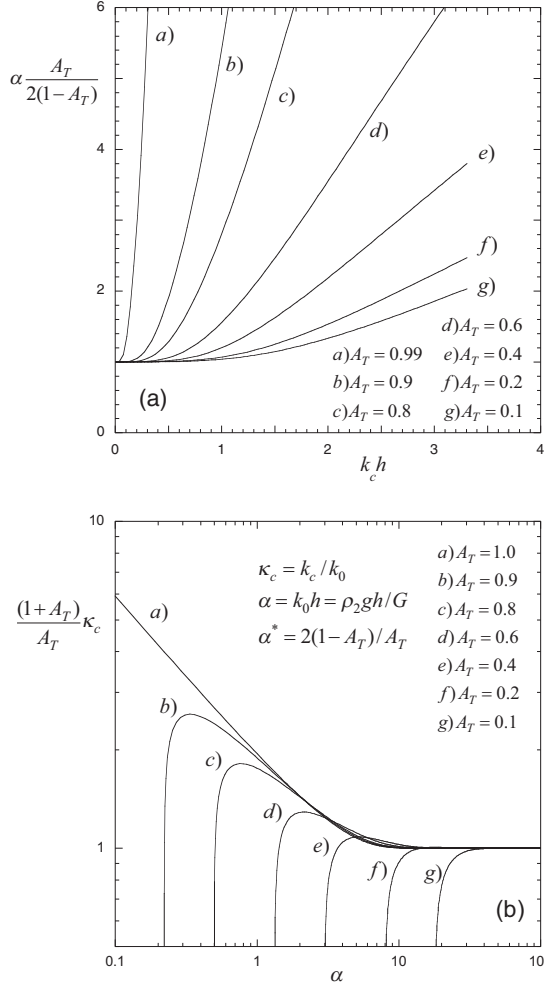 6
a)
b)
c)
α A_T / 2(1− A_T)
d)
4
e)
f)
2
g)
d)A_T = 0.6
a)A_T = 0.99 e)A_T = 0.4
b)A_T = 0.9 f)A_T = 0.2
(a) c)A_T = 0.8 g)A_T = 0.1
0
0 1 2 3 4
k_c h
10
a)A_T = 1.0
κ_c = k_c / k_0 b)A_T = 0.9
(1+ A_T) / A_T κ_c a) α = k_0h = ρ_2gh/G c)A_T = 0.8
α* = 2(1−A_T)/A_T d)A_T = 0.6
e)A_T = 0.4
f)A_T = 0.2
b) g)A_T = 0.1
c)
d)
1 e) f) g)
(b)
0.1 1 10 10
α